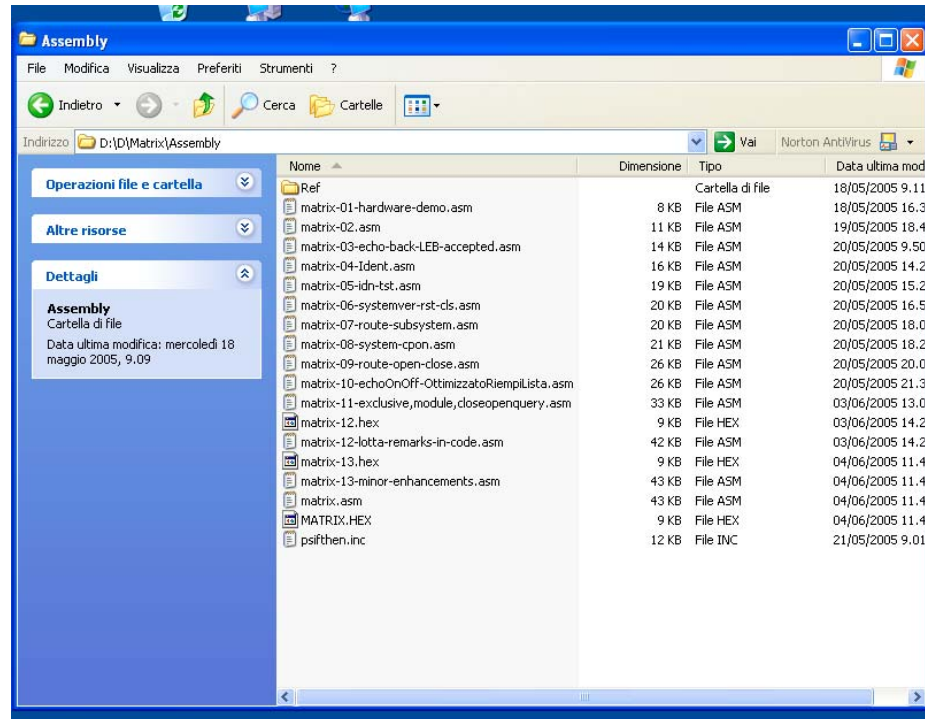 Assembly
File Modifica Visualizza Preferiti Strumenti ?
Indietro Cerca Cartelle
Indirizzo D:\D\Matrix\Assembly Vai Norton AntiVirus
Operazioni file e cartella
Altre risorse
Dettagli
Assembly
Cartella di file
Data ultima modifica: mercoledì 18
maggio 2005, 9.09
Nome Dimensione Tipo Data ultima mod
Ref Cartella di file 18/05/2005 9.11
matrix-01-hardware-demo.asm 8 KB File ASM 18/05/2005 16.3
matrix-02.asm 11 KB File ASM 19/05/2005 18.4
matrix-03-echo-back-LEB-accepted.asm 14 KB File ASM 20/05/2005 9.50
matrix-04-Ident.asm 16 KB File ASM 20/05/2005 14.2
matrix-05-idn-tst.asm 19 KB File ASM 20/05/2005 15.2
matrix-06-systemver-rst-cls.asm 20 KB File ASM 20/05/2005 16.5
matrix-07-route-subsystem.asm 20 KB File ASM 20/05/2005 18.0
matrix-08-system-cpon.asm 21 KB File ASM 20/05/2005 18.2
matrix-09-route-open-close.asm 26 KB File ASM 20/05/2005 20.0
matrix-10-echoOnOff-OttimizzatoRiempiLista.asm 26 KB File ASM 20/05/2005 21.3
matrix-11-exclusive,module,closeopenquery.asm 33 KB File ASM 03/06/2005 13.0
matrix-12.hex 9 KB File HEX 03/06/2005 14.2
matrix-12-lotta-remarks-in-code.asm 42 KB File ASM 03/06/2005 14.2
matrix-13.hex 9 KB File HEX 04/06/2005 11.4
matrix-13-minor-enhancements.asm 43 KB File ASM 04/06/2005 11.4
matrix.asm 43 KB File ASM 04/06/2005 11.4
MATRIX.HEX 9 KB File HEX 04/06/2005 11.4
psifthen.inc 12 KB File INC 21/05/2005 9.01